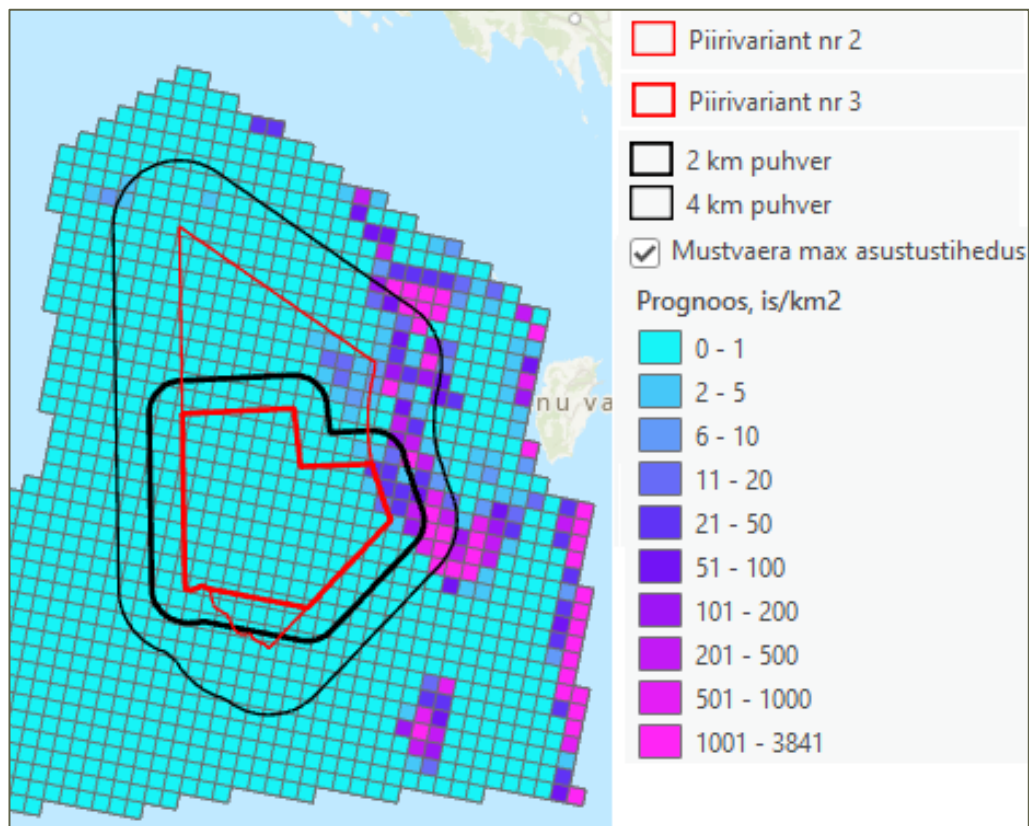 Piirivariant nr 2
Piirivariant nr 3
2 km puhver
4 km puhver
Mustvaera max asustustihedus
Prognoos, is/km2
0 - 1
2 - 5
6 - 10
11 - 20
21 - 50
51 - 100
101 - 200
201 - 500
501 - 1000
1001 - 3841
nu va